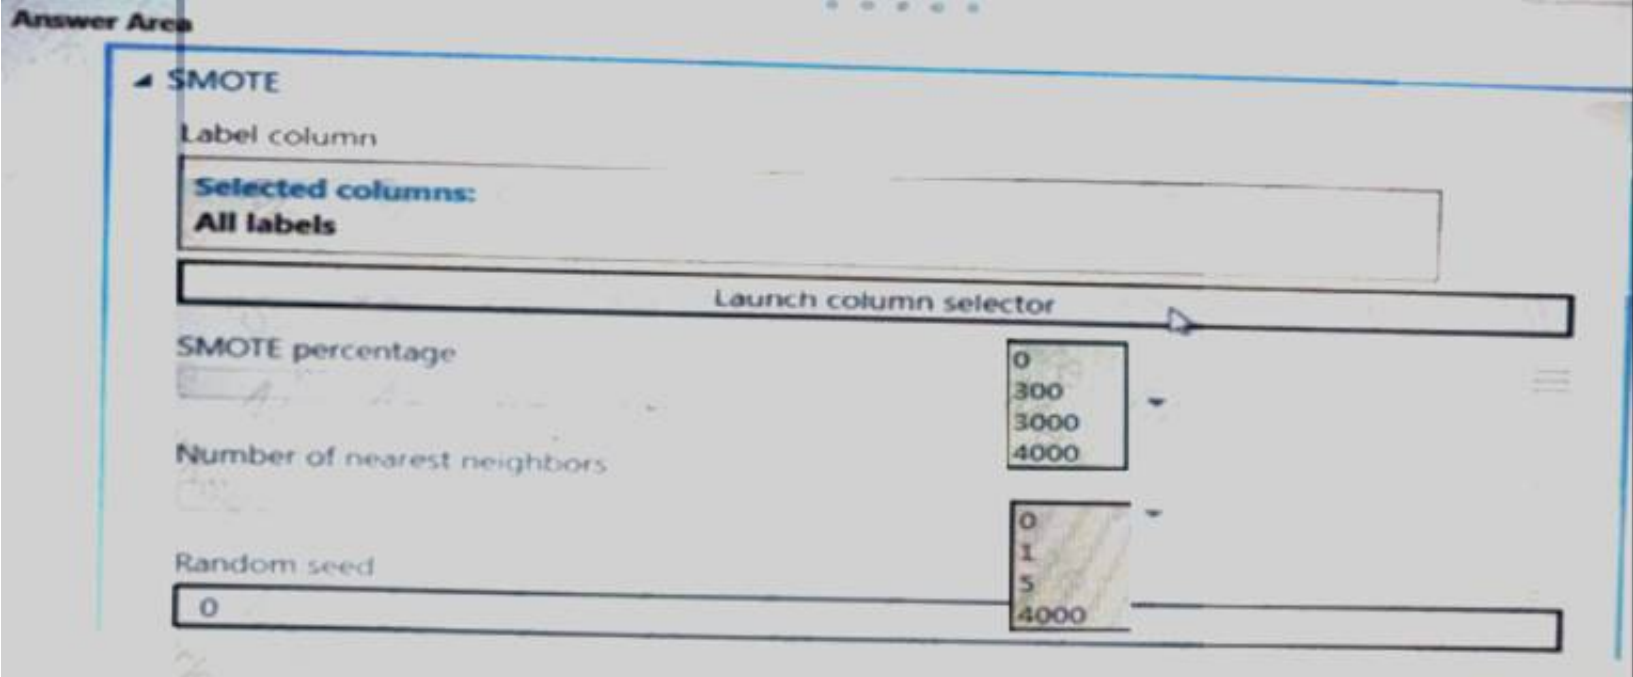 Answer Area
SMOTE
Label column
Selected columns:
All labels
Launch column selector
SMOTE percentage
0
300
3000
4000
Number of nearest neighbors
0
1
5
4000
Random seed
0